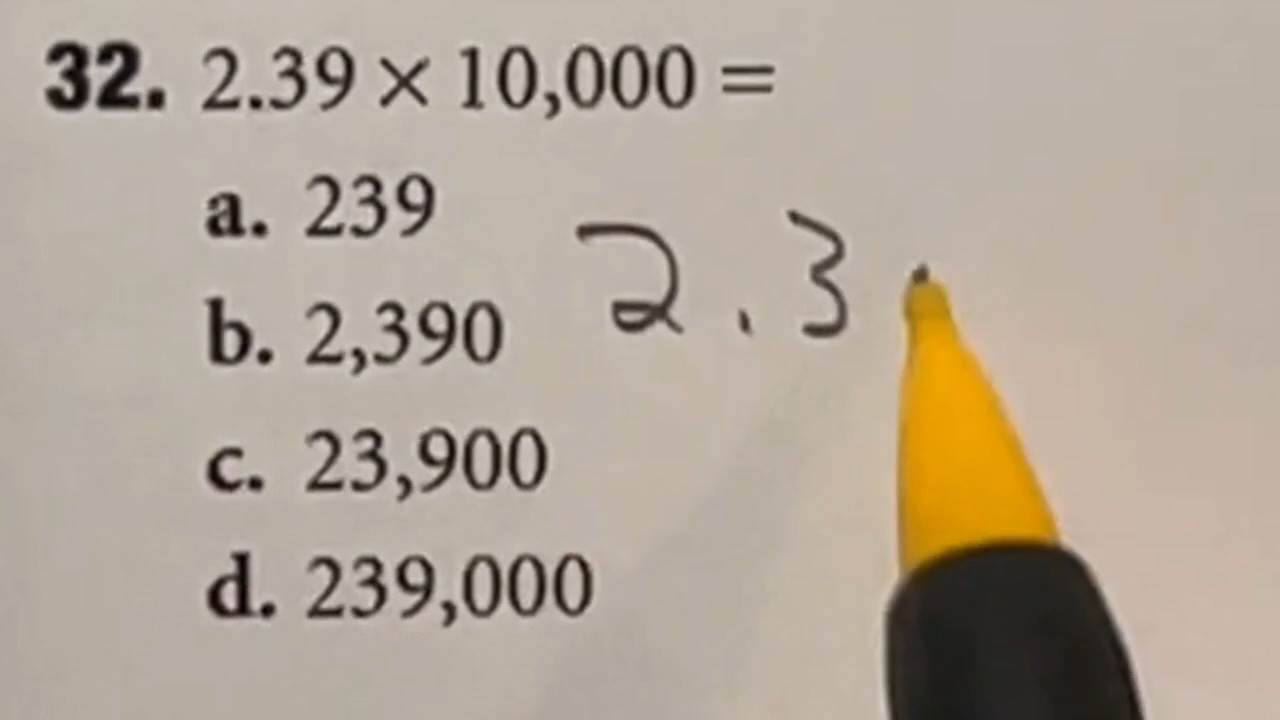 32. 2.39 × 10,000 =
a. 239
2.3
b. 2,390
c. 23,900
d. 239,000